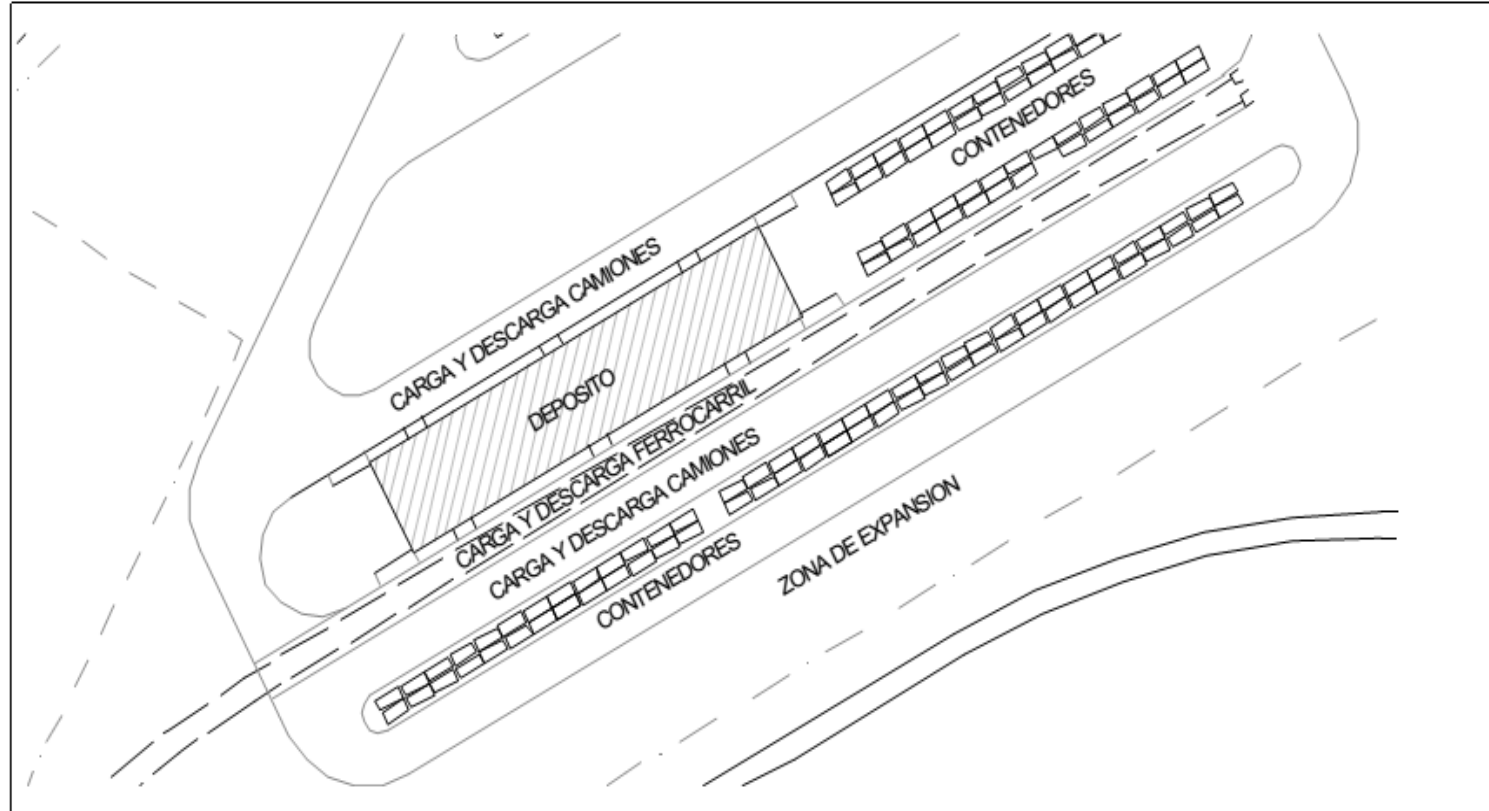 CONTENEDORES
CARGA Y DESCARGA CAMIONES
DEPOSITO
CARGA Y DESCARGA FERROCARRIL
CARGA Y DESCARGA CAMIONES
CONTENEDORES
ZONA DE EXPANSION